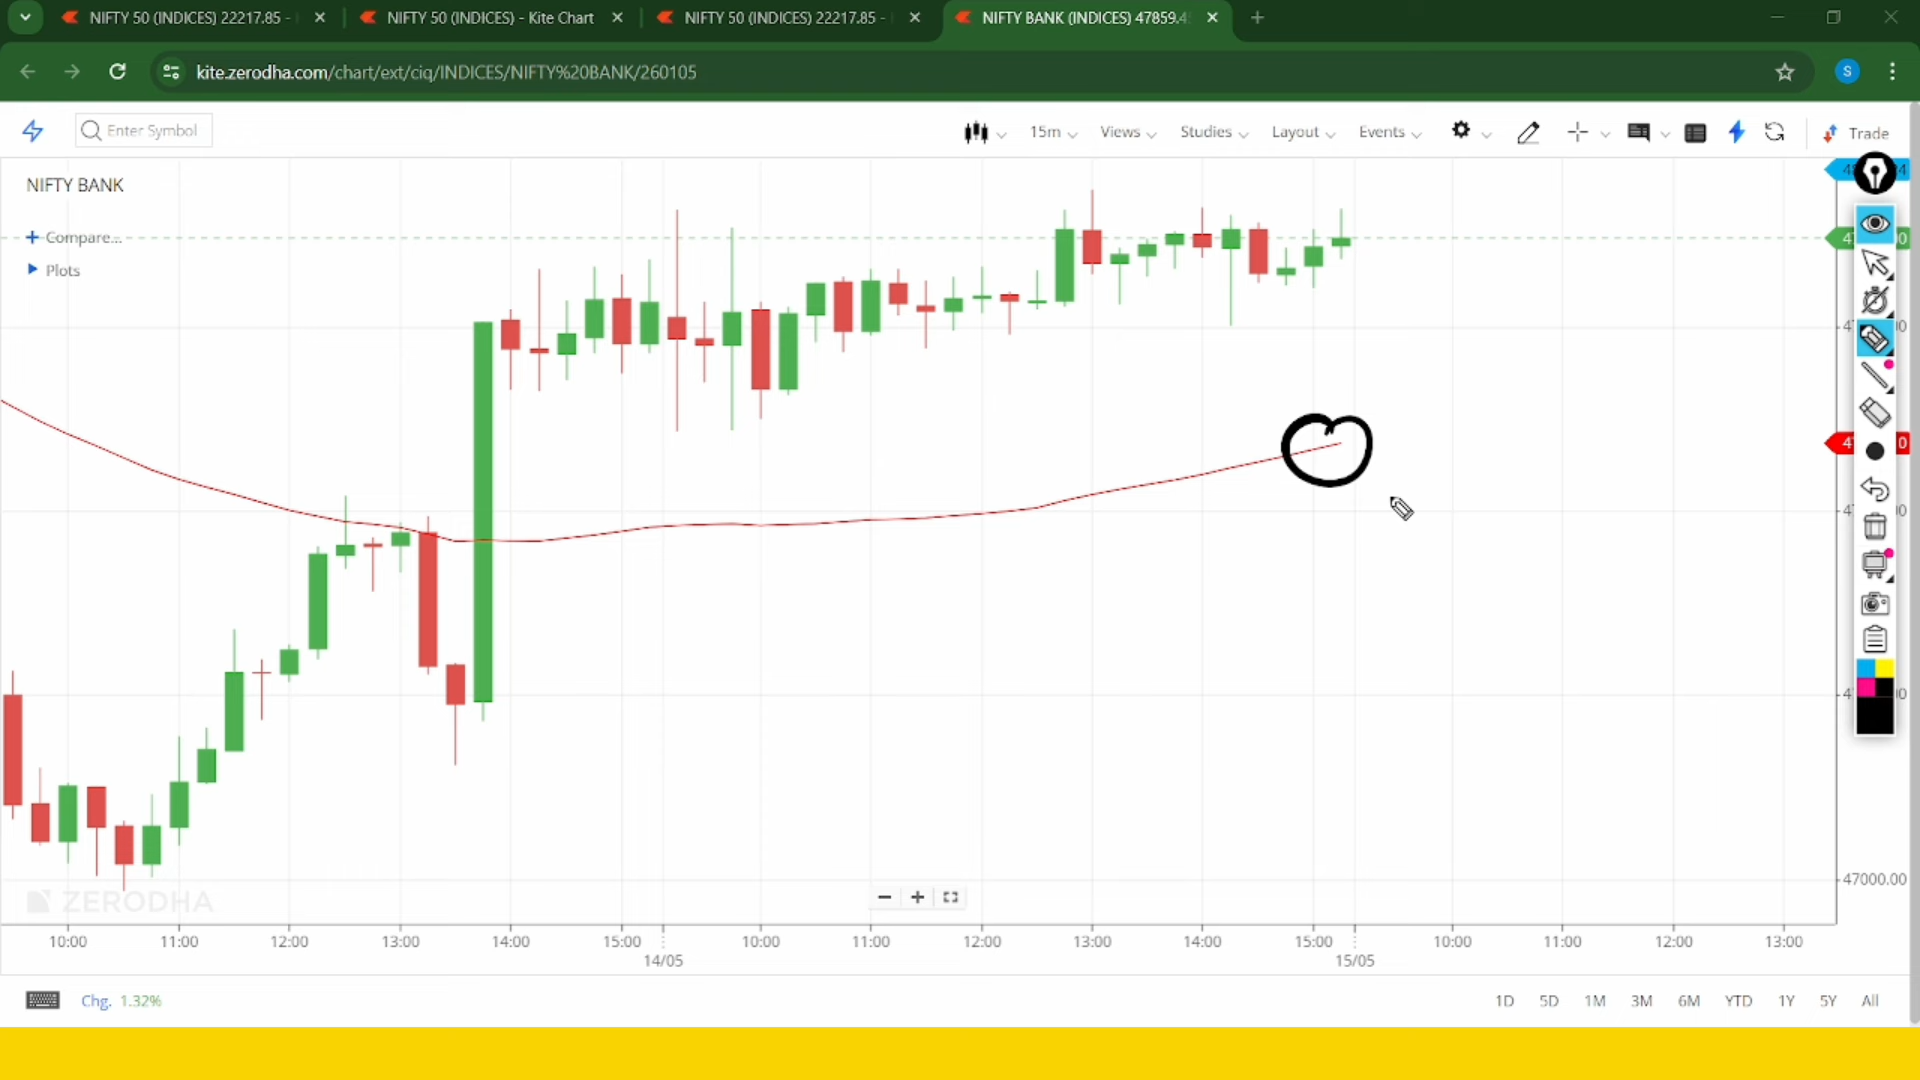 NIFTY 50 (INDICES) 22217.85 -
NIFTY 50 (INDICES) - Kite Chart
NIFTY 50 (INDICES) 22217.85 -
NIFTY BANK (INDICES) 47859.4
kite.zerodha.com/chart/ext/ciq/INDICES/NIFTY%20BANK/260105
S
Enter Symbol
15m
Views
Studies
Layout
Events
Trade
NIFTY BANK
Compare...
Plots
47000.00
ZERODHA
10:00 11:00 12:00 13:00 14:00 15:00 10:00 11:00 12:00 13:00 14:00 15:00 10:00 11:00 12:00 13:00
14/05 15/05
Chg. 1.32%
1D 5D 1M 3M 6M YTD 1Y 5Y All